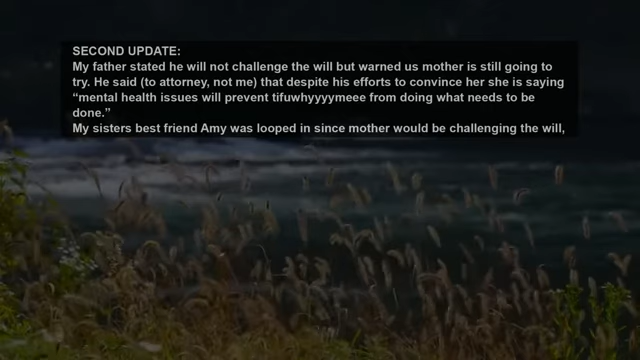 SECOND UPDATE:
My father stated he will not challenge the will but warned us mother is still going to
try. He said (to attorney, not me) that despite his efforts to convince her she is saying
“mental health issues will prevent tifuwhyyyymeee from doing what needs to be
done.”
My sisters best friend Amy was looped in since mother would be challenging the will,